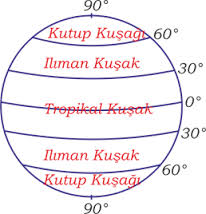 90°
Kutup Kuşağı 60°
Ilıman Kuşak 30°
Tropikal Kuşak 0°
30°
Ilıman Kuşak 60°
Kutup Kuşağı
90°